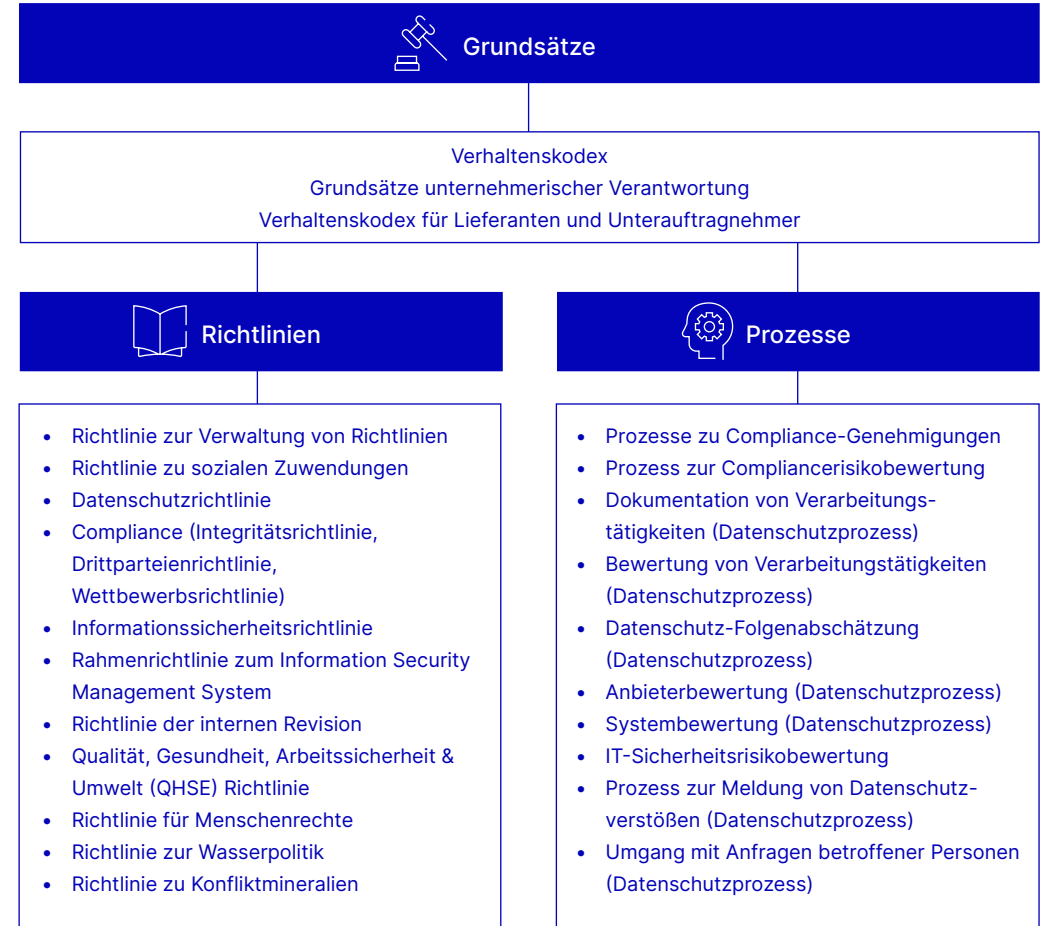 Grundsätze
Verhaltenskodex
Grundsätze unternehmerischer Verantwortung
Verhaltenskodex für Lieferanten und Unterauftragnehmer
Richtlinien
• Richtlinie zur Verwaltung von Richtlinien
• Richtlinie zu sozialen Zuwendungen
• Datenschutzrichtlinie
• Compliance (Integritätsrichtlinie,
Drittparteienrichtlinie,
Wettbewerbsrichtlinie)
• Informationssicherheitsrichtlinie
• Rahmenrichtlinie zum Information Security
Management System
• Richtlinie der internen Revision
• Qualität, Gesundheit, Arbeitssicherheit &
Umwelt (QHSE) Richtlinie
• Richtlinie für Menschenrechte
• Richtlinie zur Wasserpolitik
• Richtlinie zu Konfliktmineralien
Prozesse
• Prozesse zu Compliance-Genehmigungen
• Prozess zur Compliancerisikobewertung
• Dokumentation von Verarbeitungs-
tätigkeiten (Datenschutzprozess)
• Bewertung von Verarbeitungstätigkeiten
(Datenschutzprozess)
• Datenschutz-Folgenabschätzung
(Datenschutzprozess)
• Anbieterbewertung (Datenschutzprozess)
• Systembewertung (Datenschutzprozess)
• IT-Sicherheitsrisikobewertung
• Prozess zur Meldung von Datenschutz-
verstößen (Datenschutzprozess)
• Umgang mit Anfragen betroffener Personen
(Datenschutzprozess)